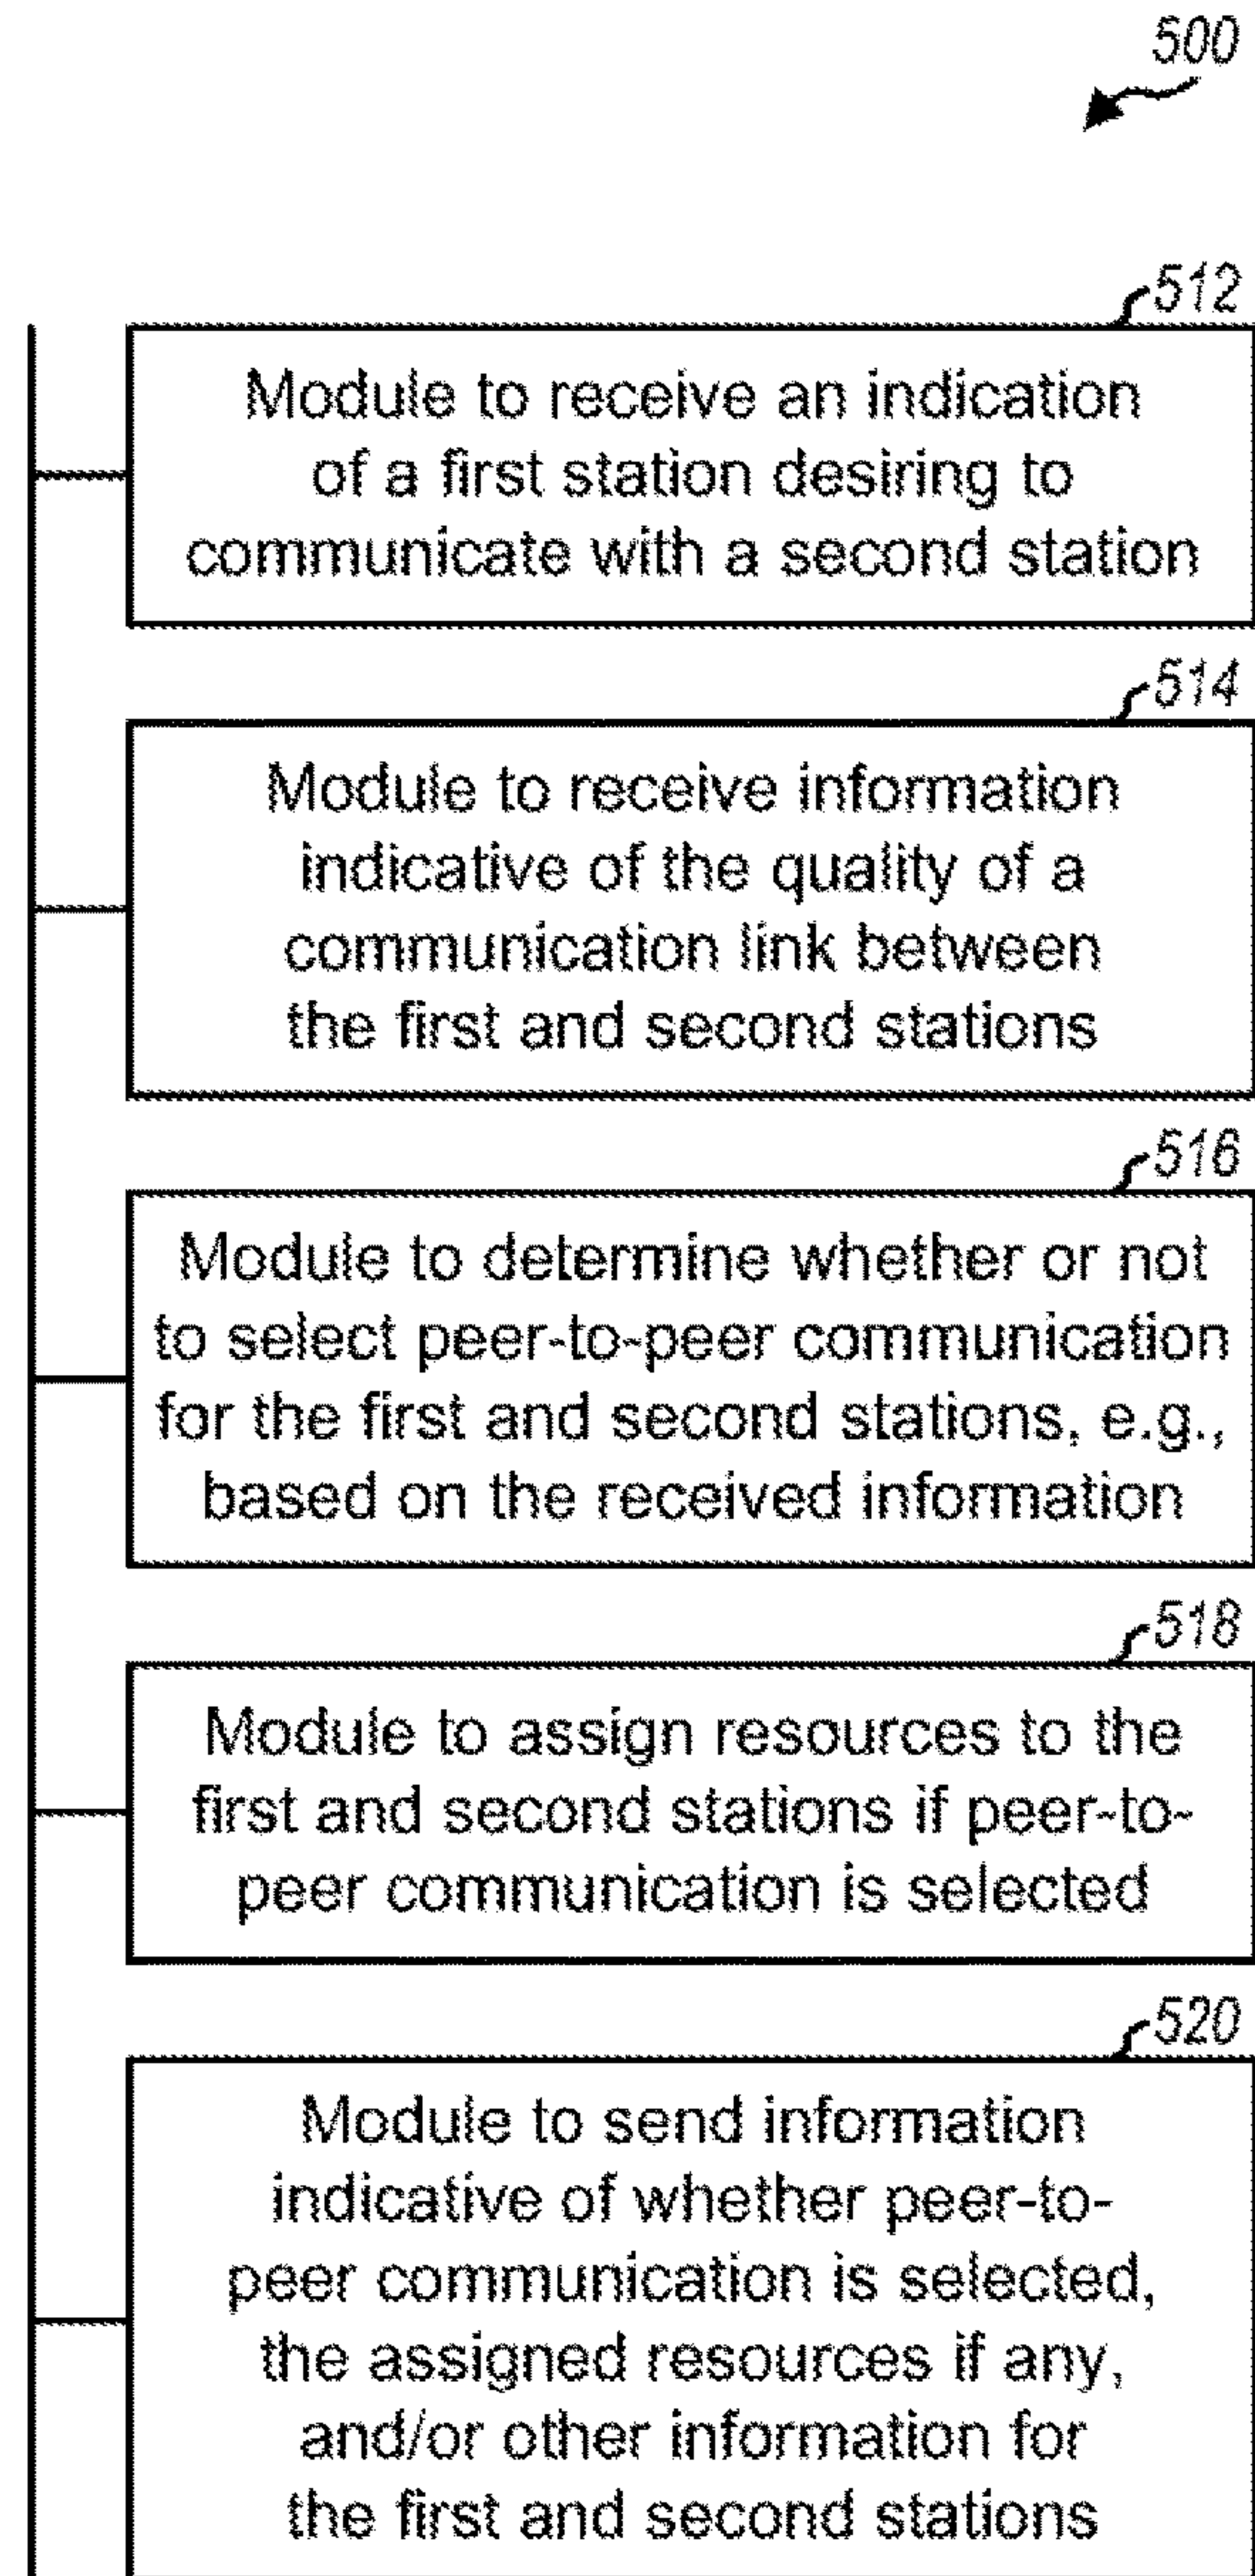 500
512
Module to receive an indication
of a first station desiring to
communicate with a second station
514
Module to receive information
indicative of the quality of a
communication link between
the first and second stations
516
Module to determine whether or not
to select peer-to-peer communication
for the first and second stations, e.g.,
based on the received information
518
Module to assign resources to the
first and second stations if peer-to-
peer communication is selected
520
Module to send information
indicative of whether peer-to-
peer communication is selected,
the assigned resources if any,
and/or other information for
the first and second stations